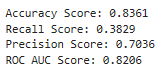 Accuracy Score: 0.8361
Recall Score: 0.3829
Precision Score: 0.7036
ROC AUC Score: 0.8206